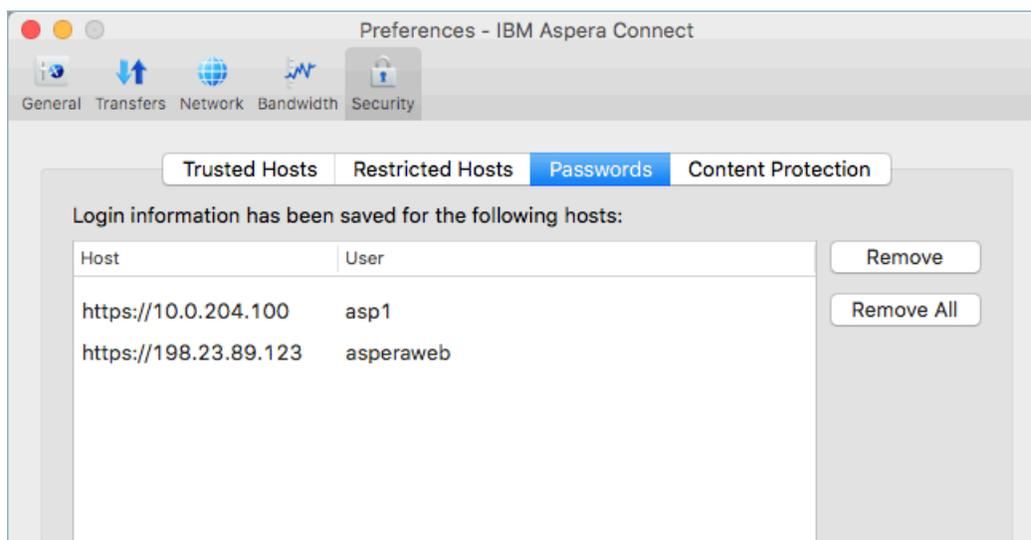 Preferences - IBM Aspera Connect
General Transfers Network Bandwidth Security
Trusted Hosts Restricted Hosts Passwords Content Protection
Login information has been saved for the following hosts:
Host User Remove
https://10.0.204.100 asp1 Remove All
https://198.23.89.123 asperaweb